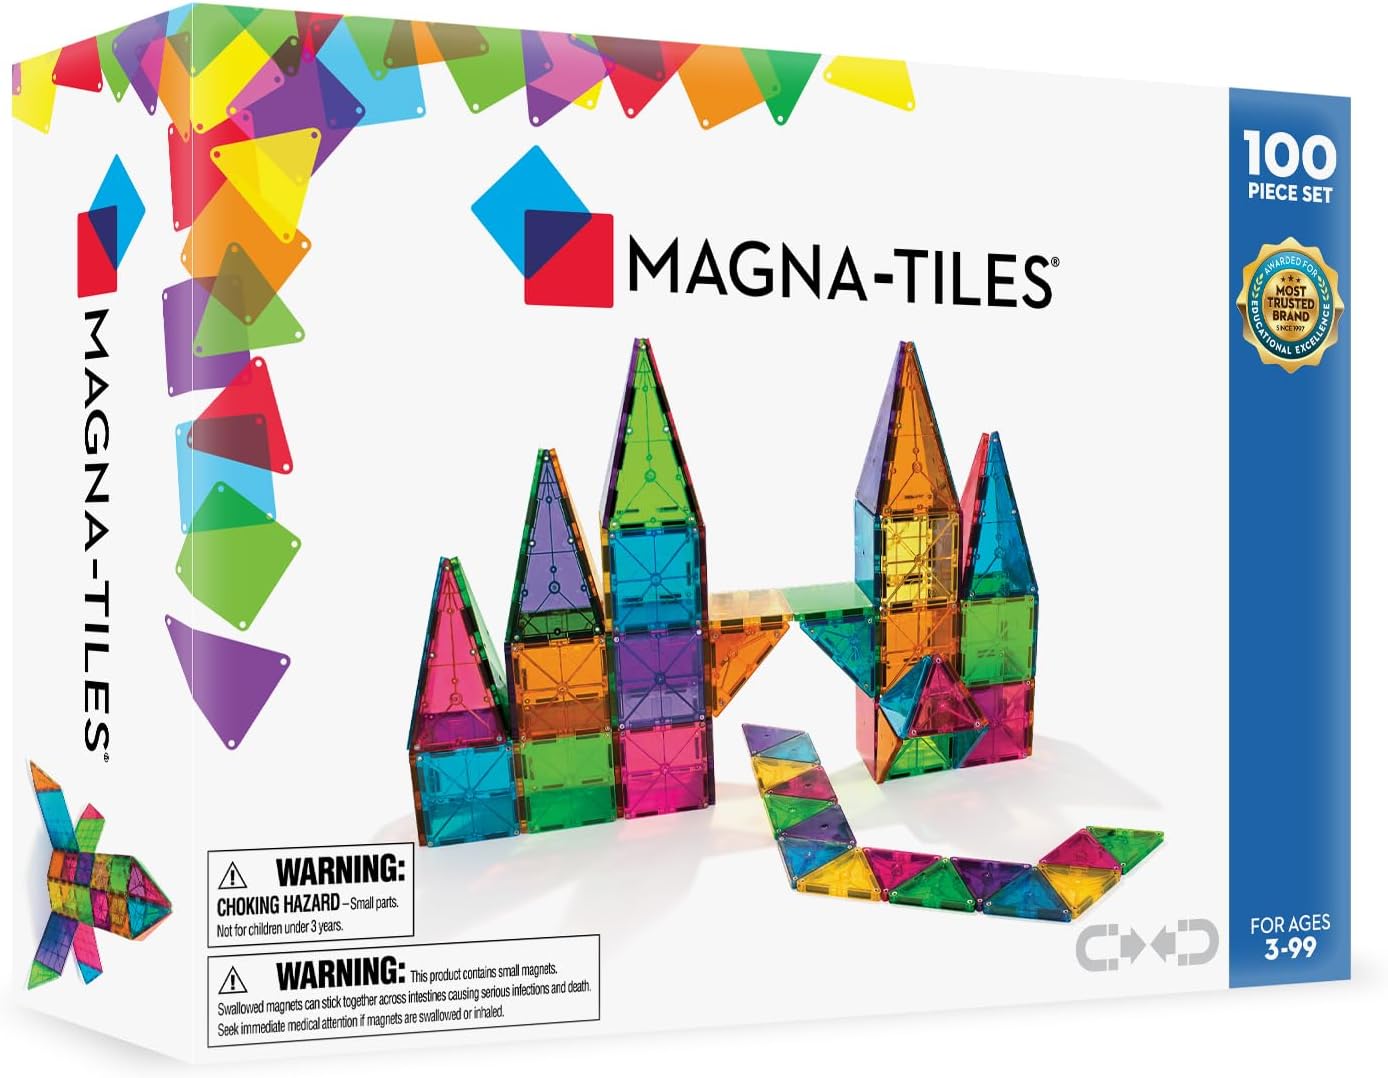 MAGNA-TILES®
MAGNA-TILES®
100
PIECE SET
AWARDED FOR
MOST
TRUSTED
BRAND
SINCE 1997
EDUCATIONAL EXCELLENCE
WARNING:
CHOKING HAZARD – Small parts.
Not for children under 3 years.
WARNING: This product contains small magnets.
Swallowed magnets can stick together across intestines causing serious infections and death.
Seek immediate medical attention if magnets are swallowed or inhaled.
FOR AGES
3-99